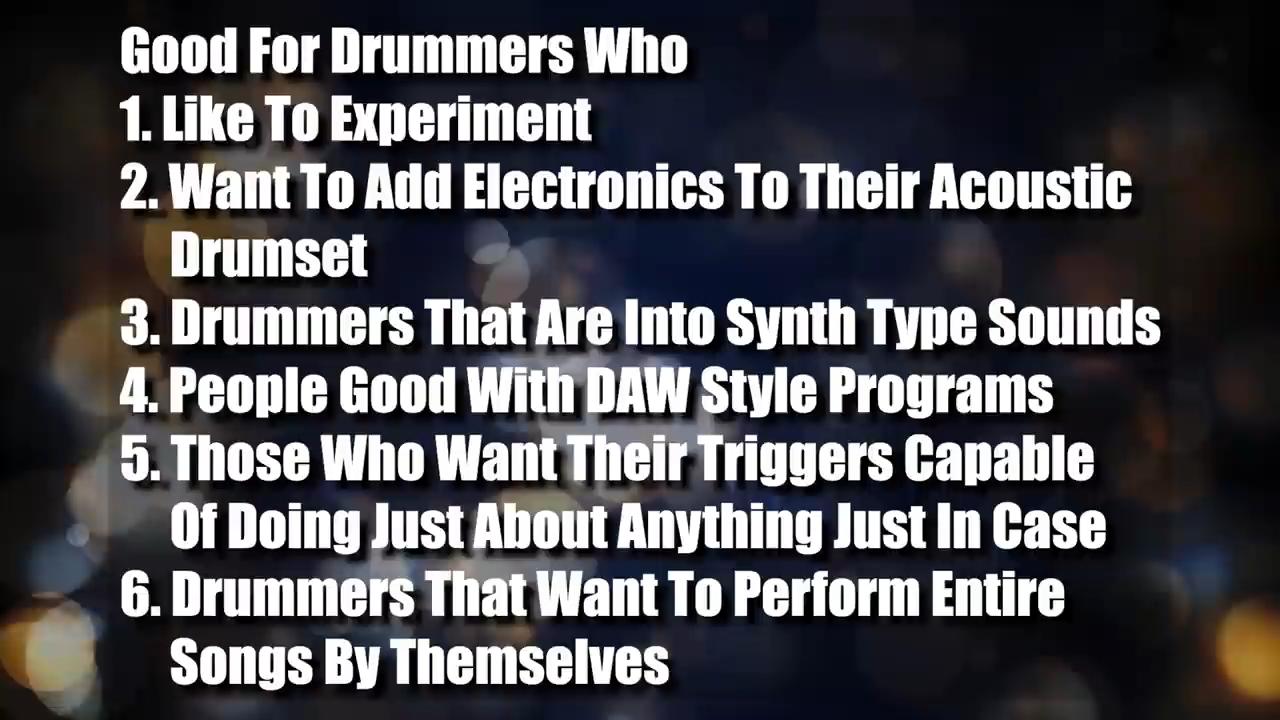 Good For Drummers Who
1. Like To Experiment
2. Want To Add Electronics To Their Acoustic
Drumset
3. Drummers That Are Into Synth Type Sounds
4. People Good With DAW Style Programs
5. Those Who Want Their Triggers Capable
Of Doing Just About Anything Just In Case
6. Drummers That Want To Perform Entire
Songs By Themselves